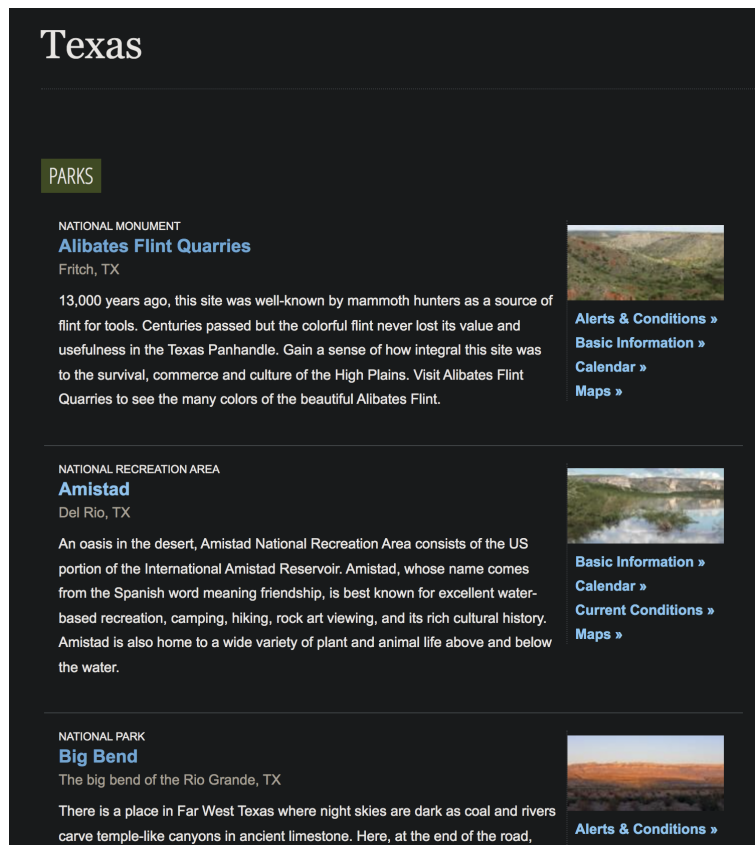 Texas
PARKS
NATIONAL MONUMENT
Alibates Flint Quarries
Fritch, TX
13,000 years ago, this site was well-known by mammoth hunters as a source of
flint for tools. Centuries passed but the colorful flint never lost its value and
usefulness in the Texas Panhandle. Gain a sense of how integral this site was
to the survival, commerce and culture of the High Plains. Visit Alibates Flint
Quarries to see the many colors of the beautiful Alibates Flint.
Alerts & Conditions »
Basic Information »
Calendar »
Maps »
NATIONAL RECREATION AREA
Amistad
Del Rio, TX
An oasis in the desert, Amistad National Recreation Area consists of the US
portion of the International Amistad Reservoir. Amistad, whose name comes
from the Spanish word meaning friendship, is best known for excellent water-
based recreation, camping, hiking, rock art viewing, and its rich cultural history.
Amistad is also home to a wide variety of plant and animal life above and below
the water.
Basic Information »
Calendar »
Current Conditions »
Maps »
NATIONAL PARK
Big Bend
The big bend of the Rio Grande, TX
There is a place in Far West Texas where night skies are dark as coal and rivers
carve temple-like canyons in ancient limestone. Here, at the end of the road,
Alerts & Conditions »